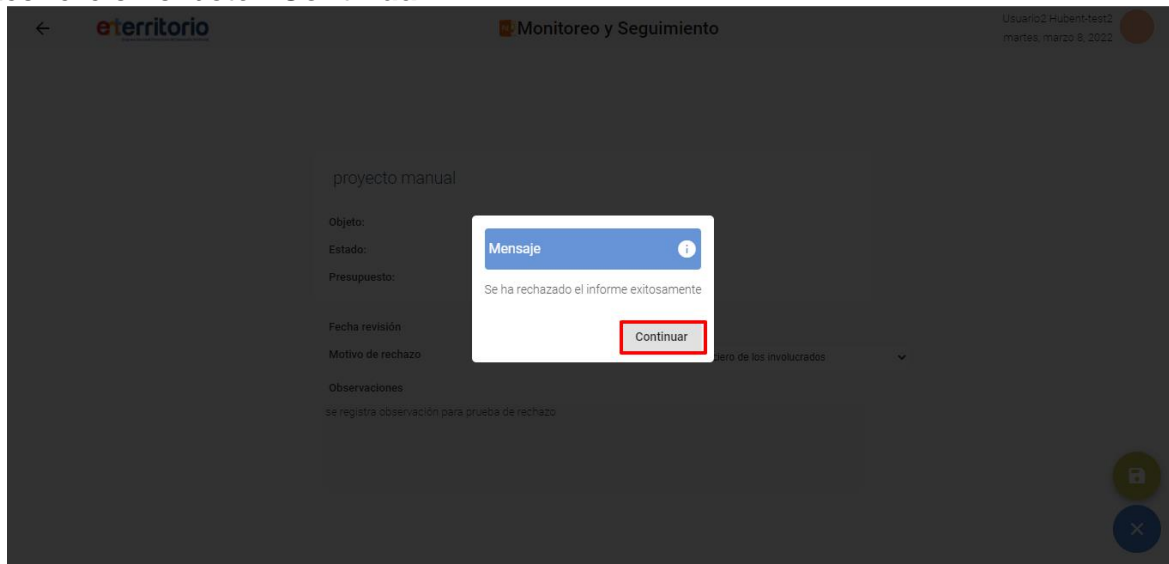 eterritorio
Monitoreo y Seguimiento
Usuario2 Hubent-test2
martes, marzo 8, 2022
proyecto manual
Objeto:
Estado:
Presupuesto:
Mensaje
Se ha rechazado el informe exitosamente
Continuar
Fecha revisión
Motivo de rechazo
de los involucrados
Observaciones
se registra observación para prueba de rechazo